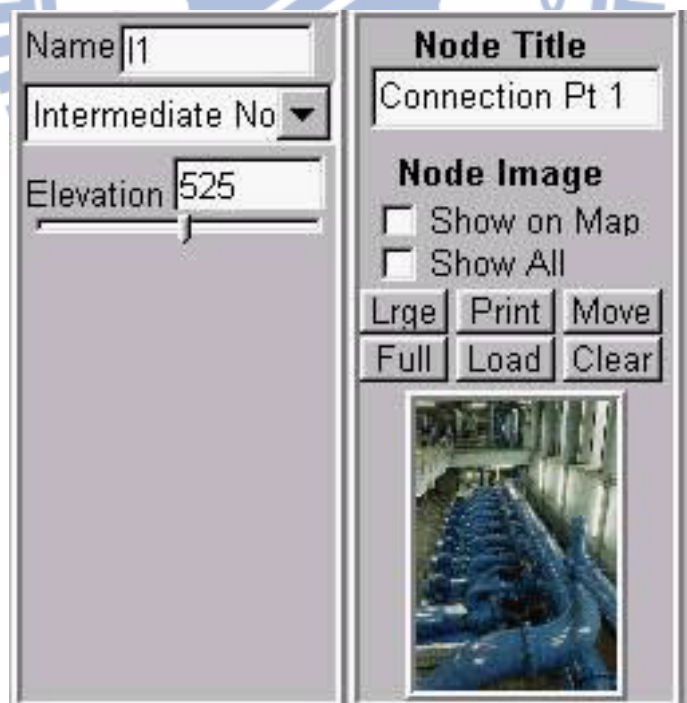 Name I1
Intermediate No
Elevation 525
Node Title
Connection Pt 1
Node Image
Show on Map
Show All
Lrge Print Move
Full Load Clear